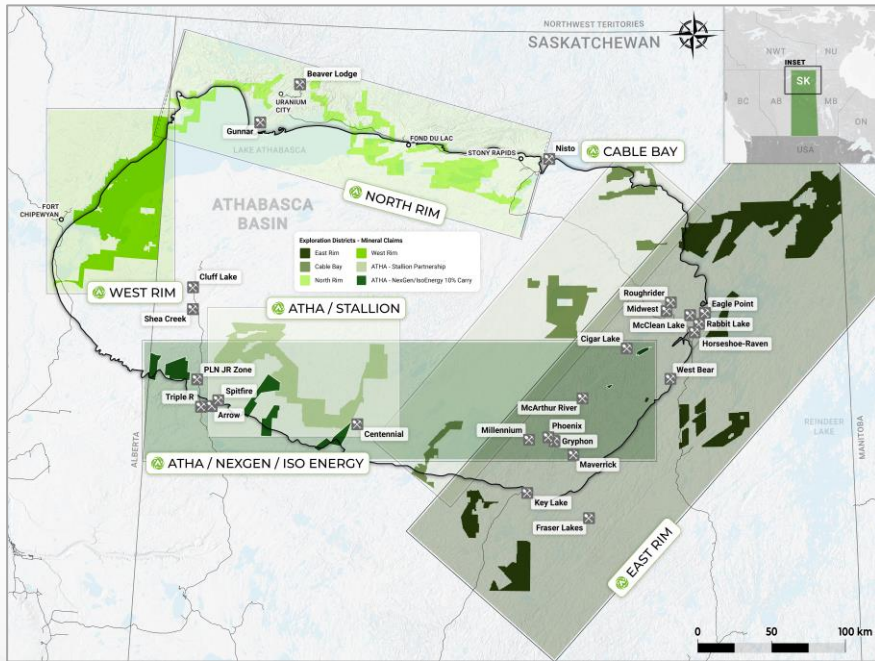 NORTHWEST TERITORIES
SASKATCHEWAN
NWT
NU
INSET
SK
BC
AB
MB
ON
USA
Beaver Lodge
URANIUM
CITY
Gunnar
LAKE ATHABASCA
FOND DU LAC
STONY RAPIDS
Nisto
CABLE BAY
NORTH RIM
FORT
CHIPEWYAN
ATHABASCA
BASIN
Exploration Districts - Mineral Claims
East Rim
West Rim
Cable Bay
ATHA - Stallion Partnership
North Rim
ATHA - NexGen/IsoEnergy 10% Carry
WEST RIM
Cluff Lake
Shea Creek
ATHA / STALLION
Roughrider
Eagle Point
Midwest
McClean Lake
Rabbit Lake
Horseshoe-Raven
Cigar Lake
West Bear
PLN JR Zone
Spitfire
Triple R
Arrow
McArthur River
Centennial
Millennium
Phoenix
Gryphon
Maverrick
REINDEER
LAKE
ALBERTA
MANITOBA
ATHA / NEXGEN / ISO ENERGY
Key Lake
Fraser Lakes
EAST RIM
0
50
100 km